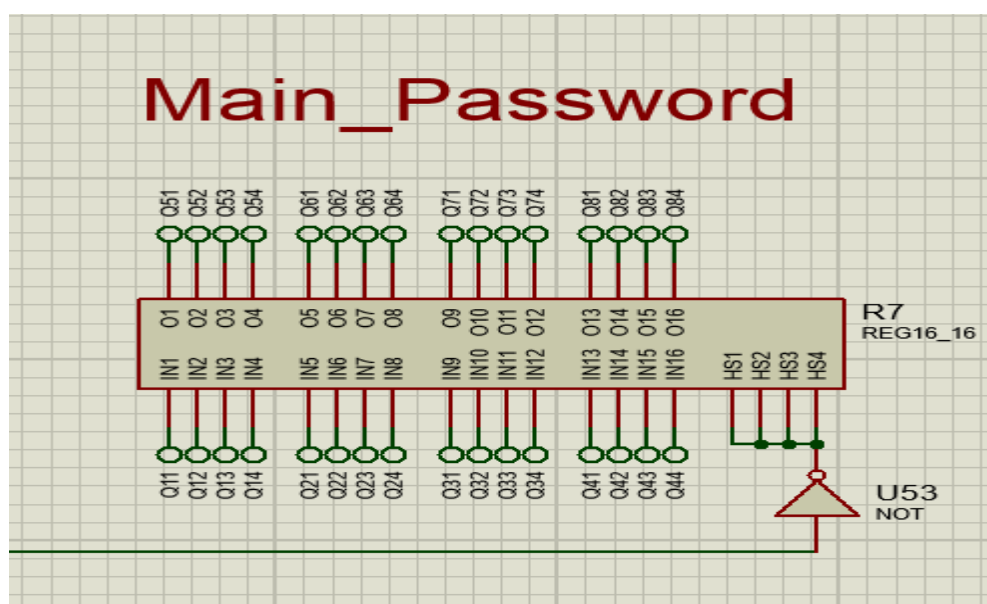 Main_Password
Q51 Q52 Q53 Q54 Q61 Q62 Q63 Q64 Q71 Q72 Q73 Q74 Q81 Q82 Q83 Q84
O1 O2 O3 O4 O5 O6 O7 O8 O9 O10 O11 O12 O13 O14 O15 O16
R7
REG16_16
IN1 IN2 IN3 IN4 IN5 IN6 IN7 IN8 IN9 IN10 IN11 IN12 IN13 IN14 IN15 IN16 HS1 HS2 HS3 HS4
Q11 Q12 Q13 Q14 Q21 Q22 Q23 Q24 Q31 Q32 Q33 Q34 Q41 Q42 Q43 Q44
U53
NOT